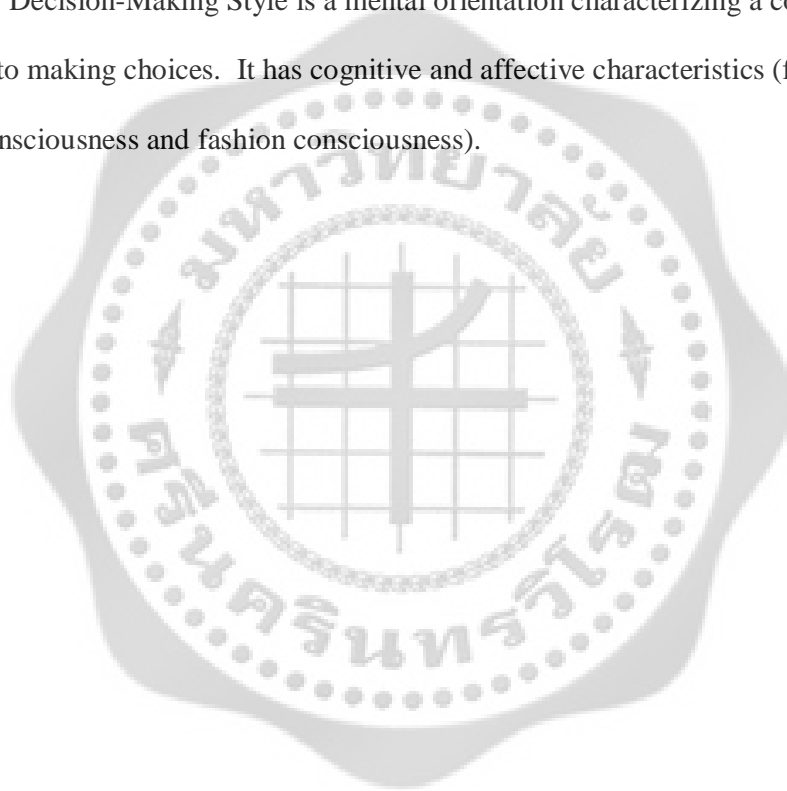 Decision-Making Style is a mental orientation characterizing a co
to making choices. It has cognitive and affective characteristics (f
nsciousness and fashion consciousness).
มหาวิทยาลัย
ศรีนครินทรวิโรฒ